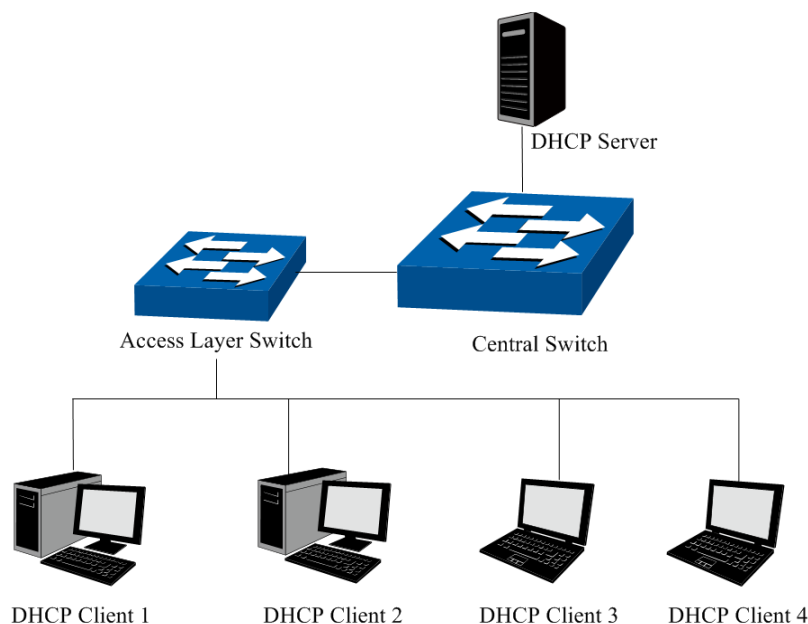 DHCP Server
Access Layer Switch
Central Switch
DHCP Client 1
DHCP Client 2
DHCP Client 3
DHCP Client 4